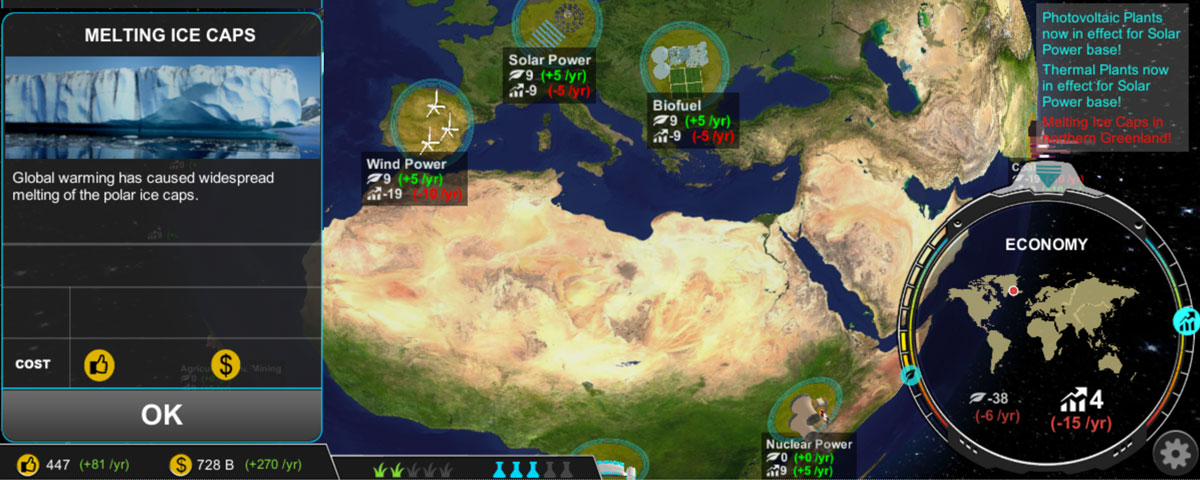 MELTING ICE CAPS
Global warming has caused widespread
melting of the polar ice caps.
COST
OK
447 (+81 /yr)
728 B (+270 /yr)
Solar Power
9 (+5 /yr)
-9 (-5 /yr)
Biofuel
9 (+5 /yr)
-9 (-5 /yr)
Wind Power
9 (+5 /yr)
-19 (-10 /yr)
Nuclear Power
0 (+0 /yr)
9 (+5 /yr)
Photovoltaic Plants
now in effect for Solar
Power base!
Thermal Plants now
in effect for Solar
Power base!
Melting Ice Caps in
northern Greenland!
ECONOMY
-38
(-6 /yr)
4
(-15 /yr)